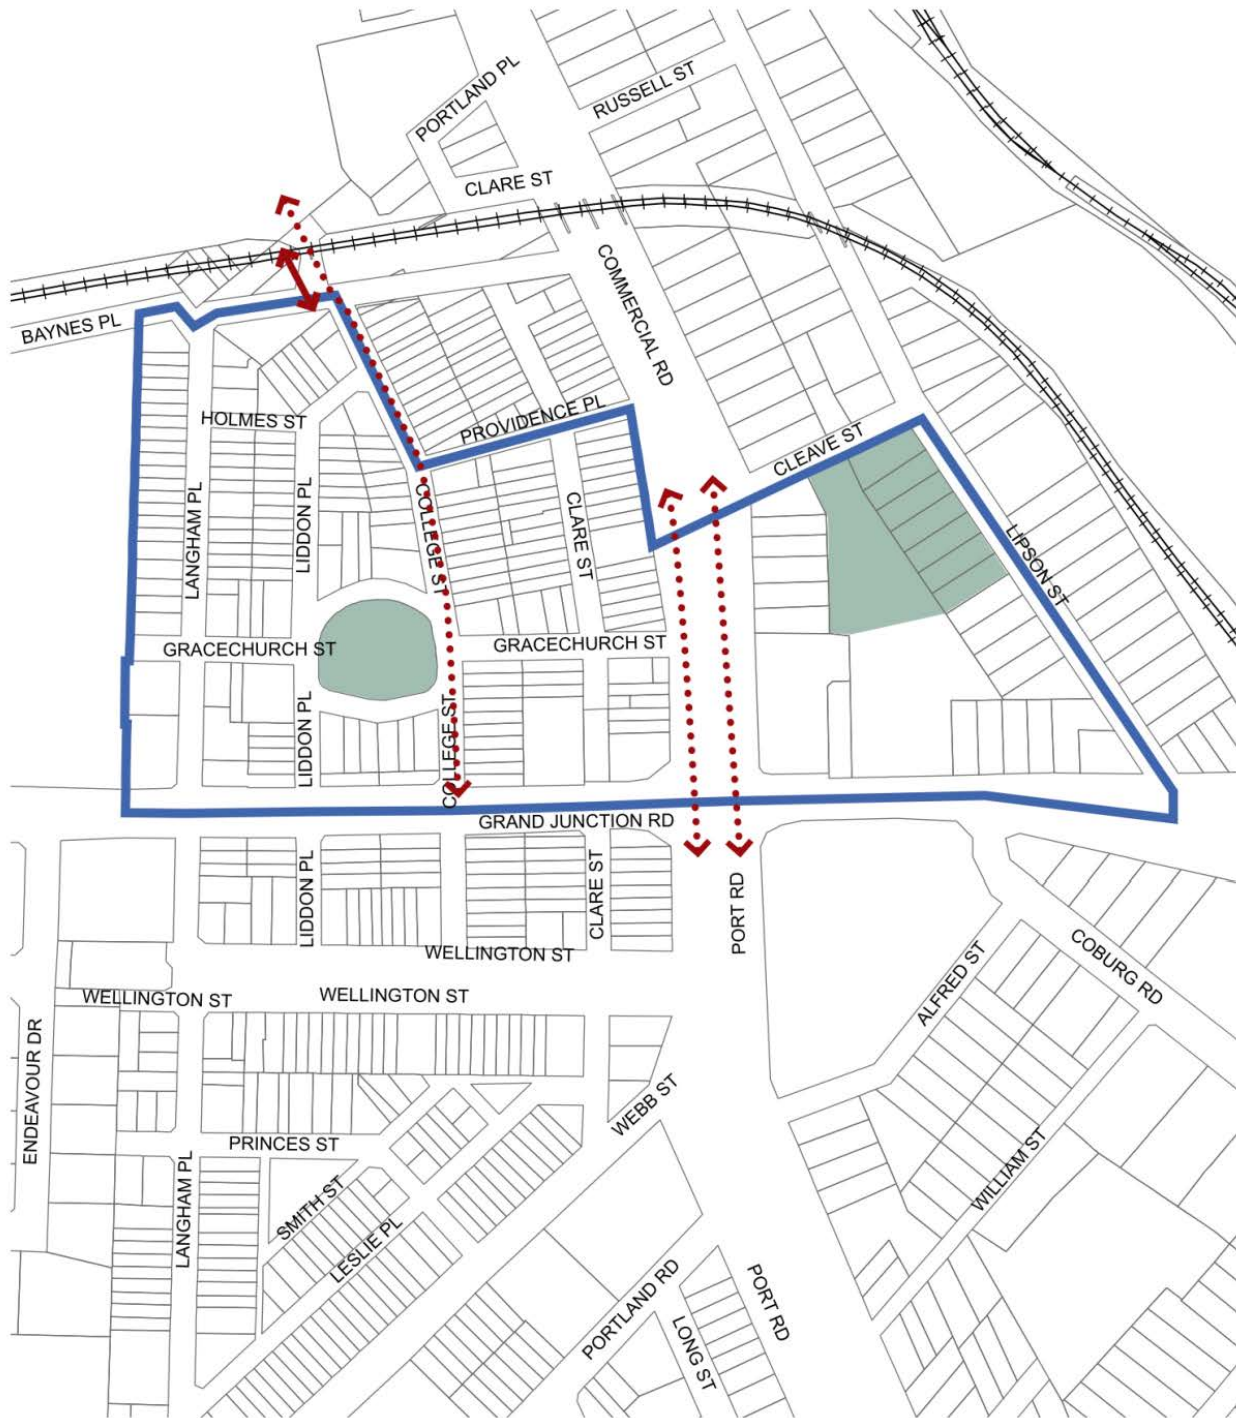 PORTLAND PL
RUSSELL ST
CLARE ST
COMMERCIAL RD
BAYNES PL
HOLMES ST
PROVIDENCE PL
CLEAVE ST
LANGHAM PL
LIDDON PL
COLLEGE ST
CLARE ST
LIPSON ST
GRACECHURCH ST
GRACECHURCH ST
LIDDON PL
COLLEGE ST
GRAND JUNCTION RD
LIDDON PL
CLARE ST
PORT RD
WELLINGTON ST
COBURG RD
ALFRED ST
WELLINGTON ST
WELLINGTON ST
ENDEAVOUR DR
WEBB ST
PRINCES ST
WILLIAM ST
LANGHAM PL
SMITH ST
LESLIE PL
PORTLAND RD
PORT RD
LONG ST